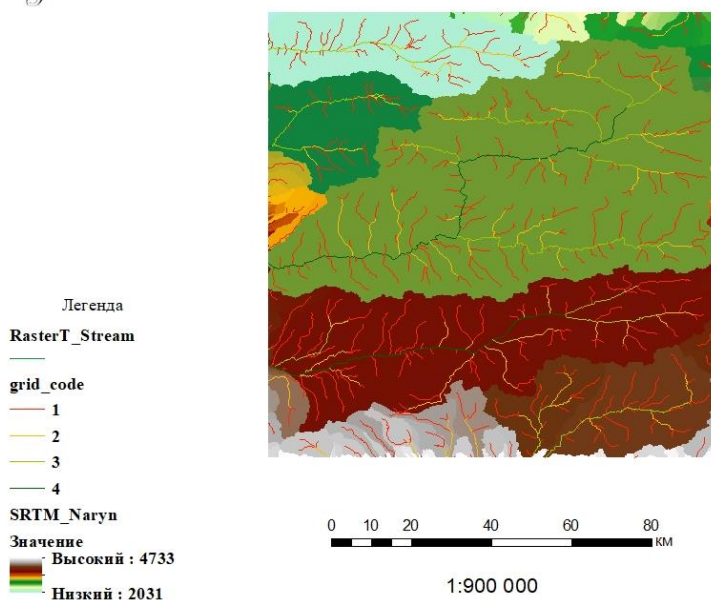 Легенда
RasterT_Stream
grid_code
1
2
3
4
SRTM_Naryn
Значение
Высокий : 4733
Низкий : 2031
0 10 20 40 60 80
КМ
1:900 000